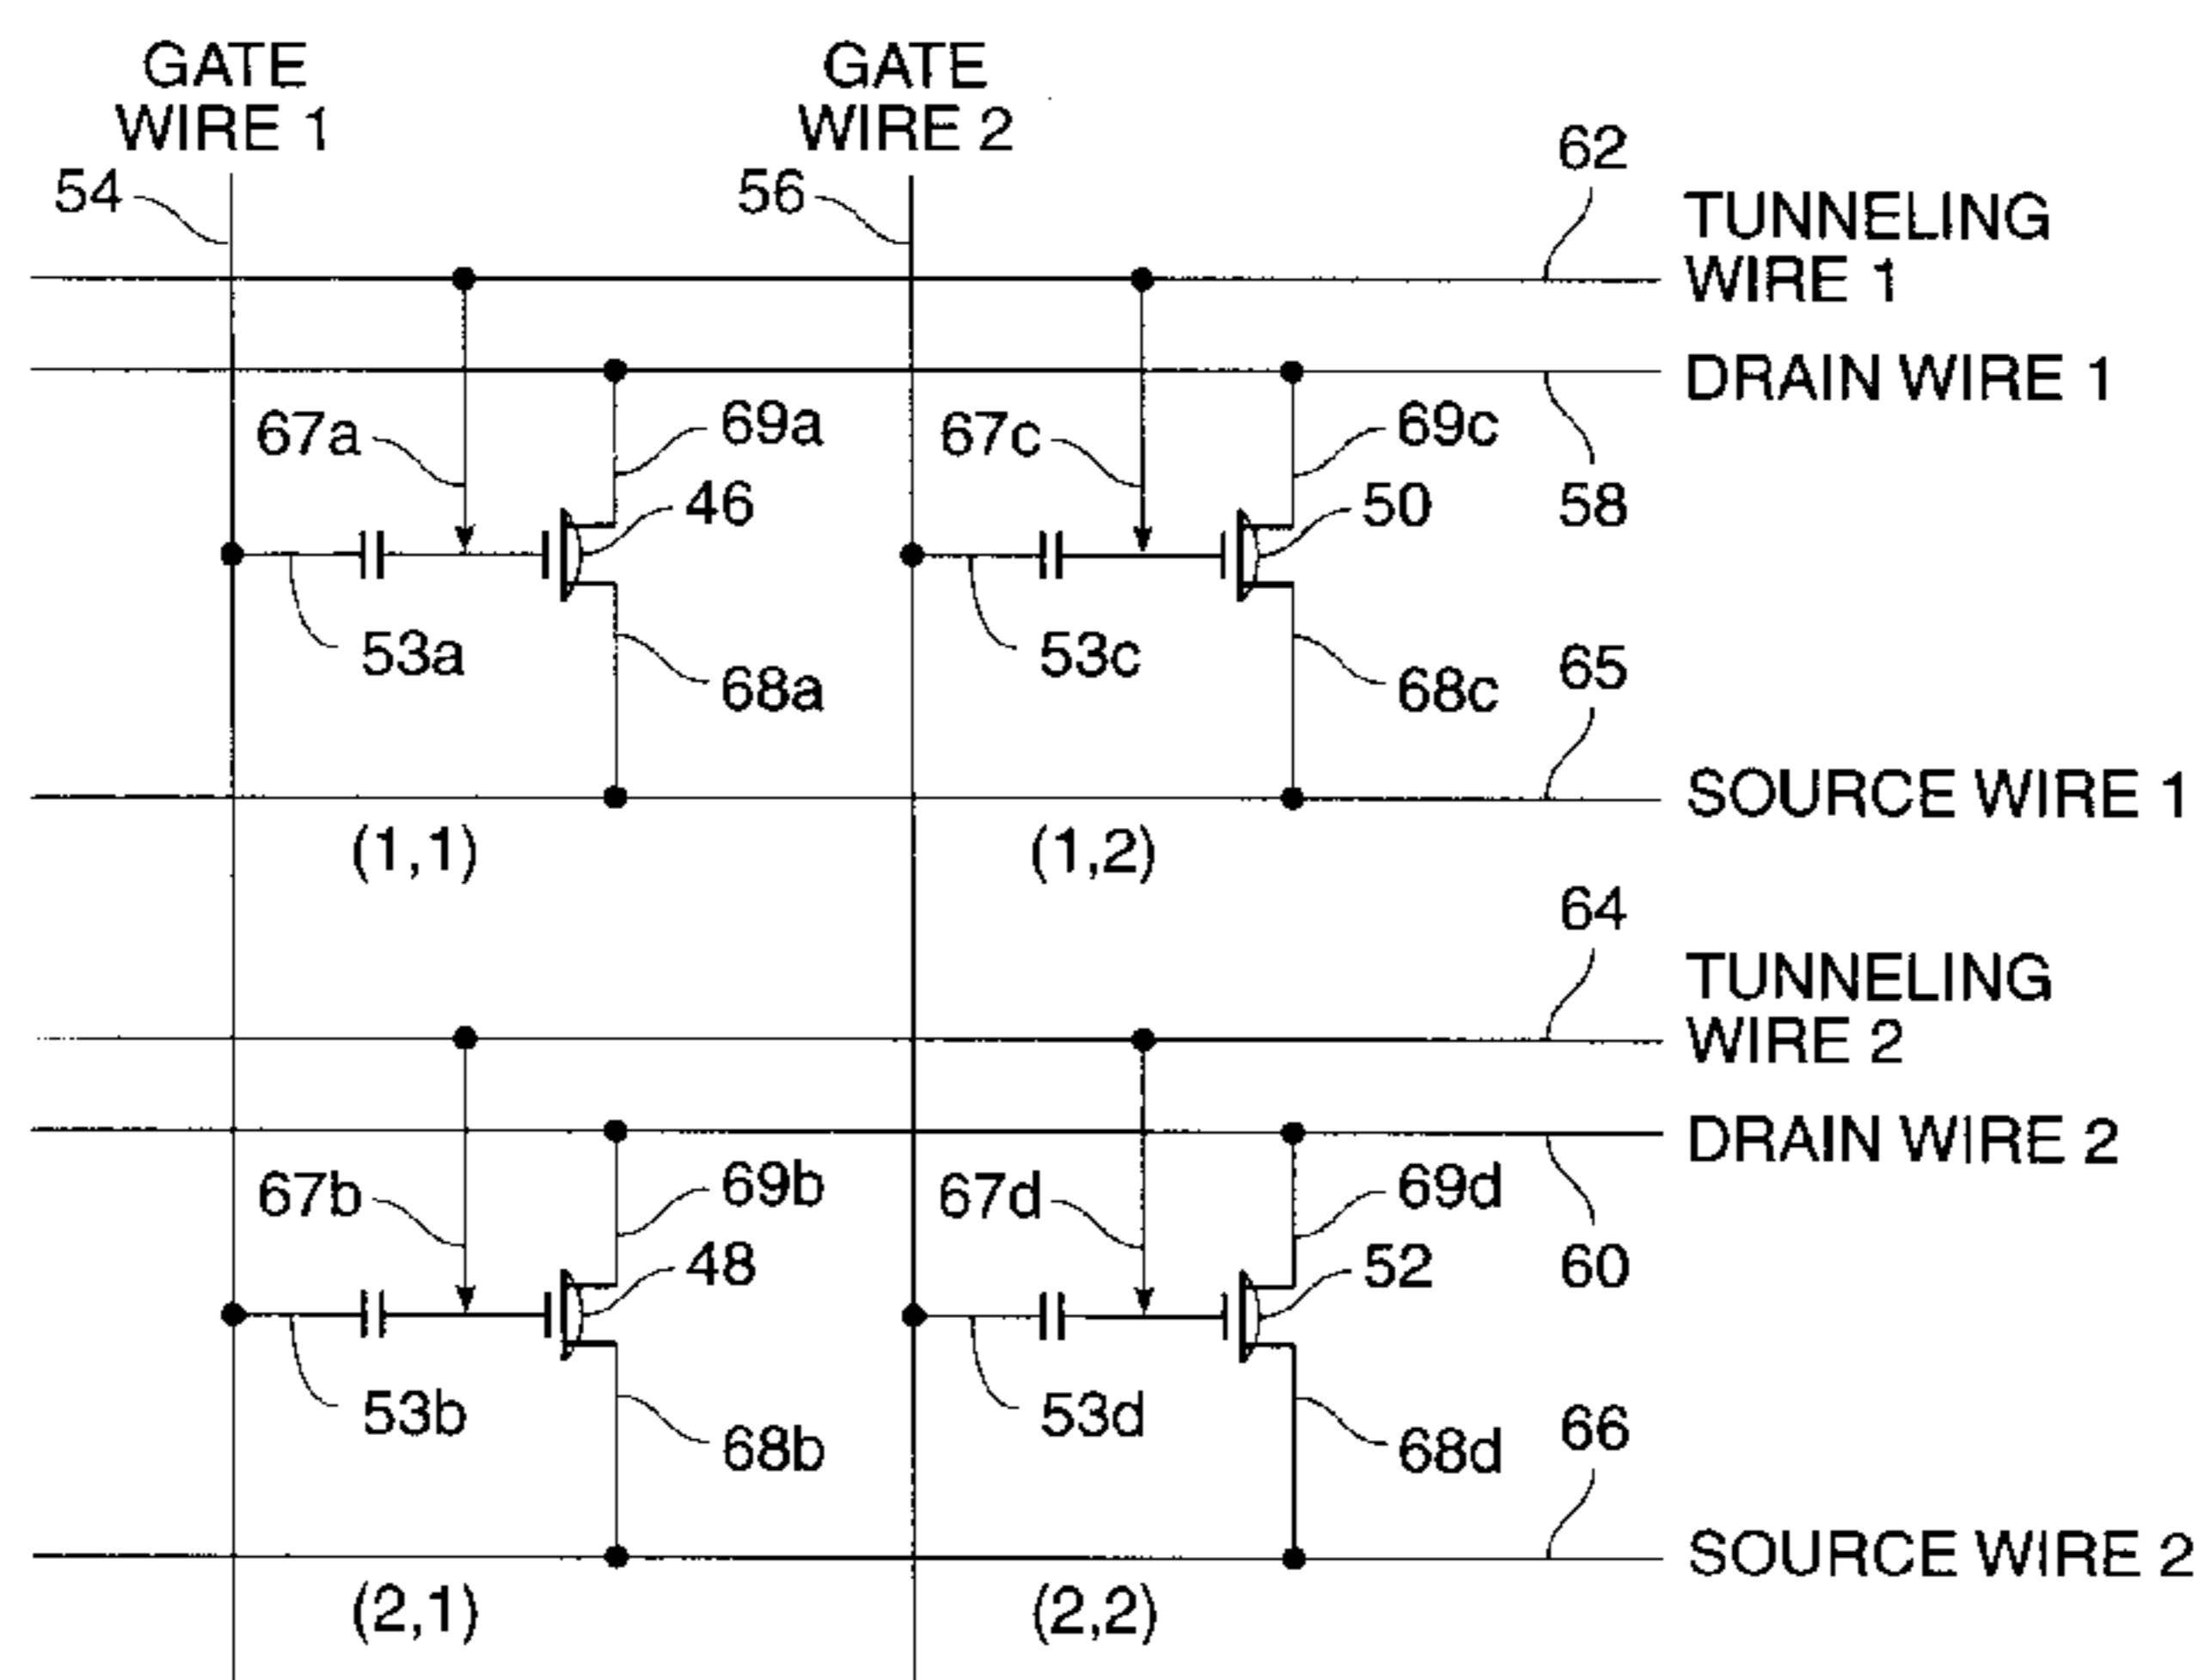 GATE
WIRE 1
GATE
WIRE 2
62
54
56
TUNNELING
WIRE 1
DRAIN WIRE 1
67a
69a
67c
69c
46
50
58
53a
53c
65
68a
68c
SOURCE WIRE 1
(1,1)
(1,2)
64
TUNNELING
WIRE 2
DRAIN WIRE 2
67b
69b
67d
69d
48
52
60
53b
53d
66
68b
68d
SOURCE WIRE 2
(2,1)
(2,2)